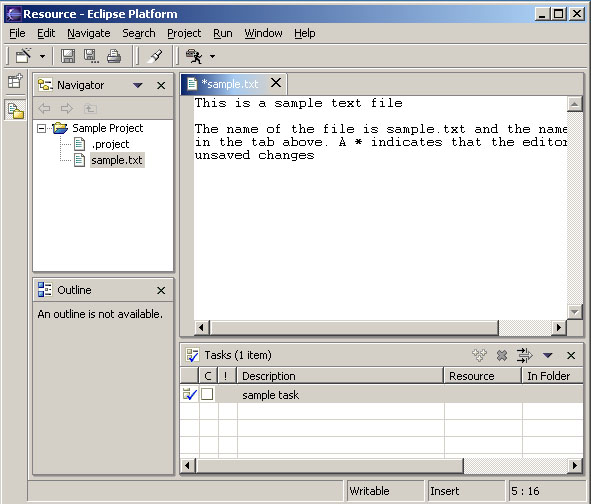 Resource - Eclipse Platform
File Edit Navigate Search Project Run Window Help
Navigator
Sample Project
.project
sample.txt
Outline
An outline is not available.
*sample.txt
This is a sample text file
The name of the file is sample.txt and the name
in the tab above. A * indicates that the editor
unsaved changes
Tasks (1 item)
C ! Description Resource In Folder
sample task
Writable Insert 5 : 16